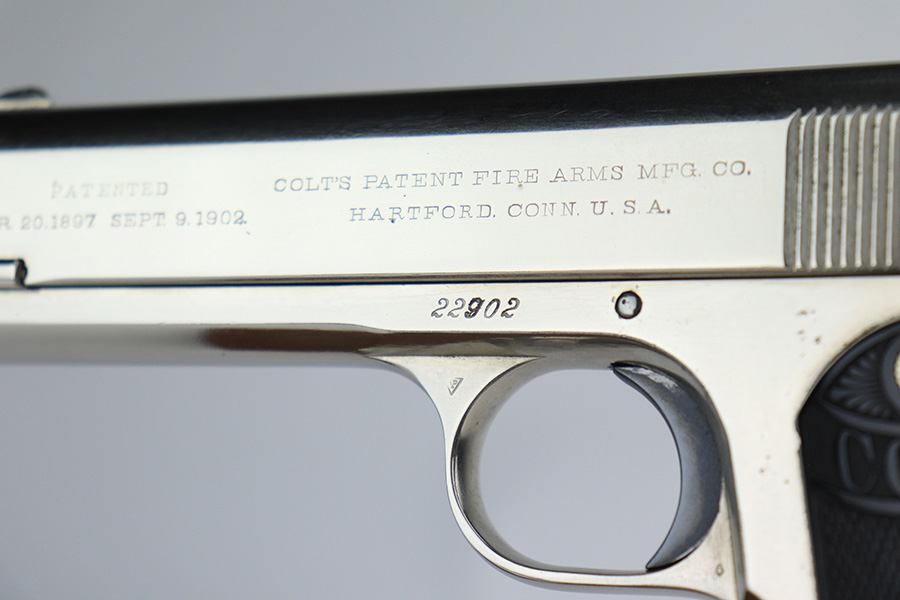 PATENTED
20.1897 SEPT. 9.1902.
COLT'S PATENT FIRE ARMS MFG. CO.
HARTFORD. CONN. U. S. A.
22902